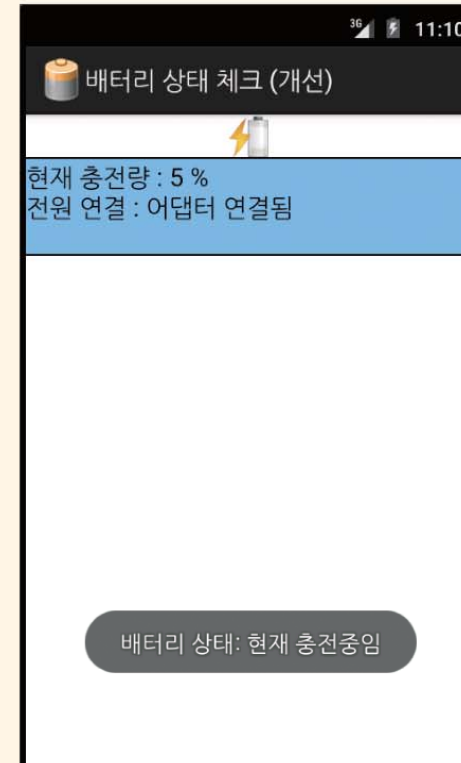 3G 11:10
배터리 상태 체크 (개선)
현재 충전량 : 5 %
전원 연결 : 어댑터 연결됨
배터리 상태: 현재 충전중임